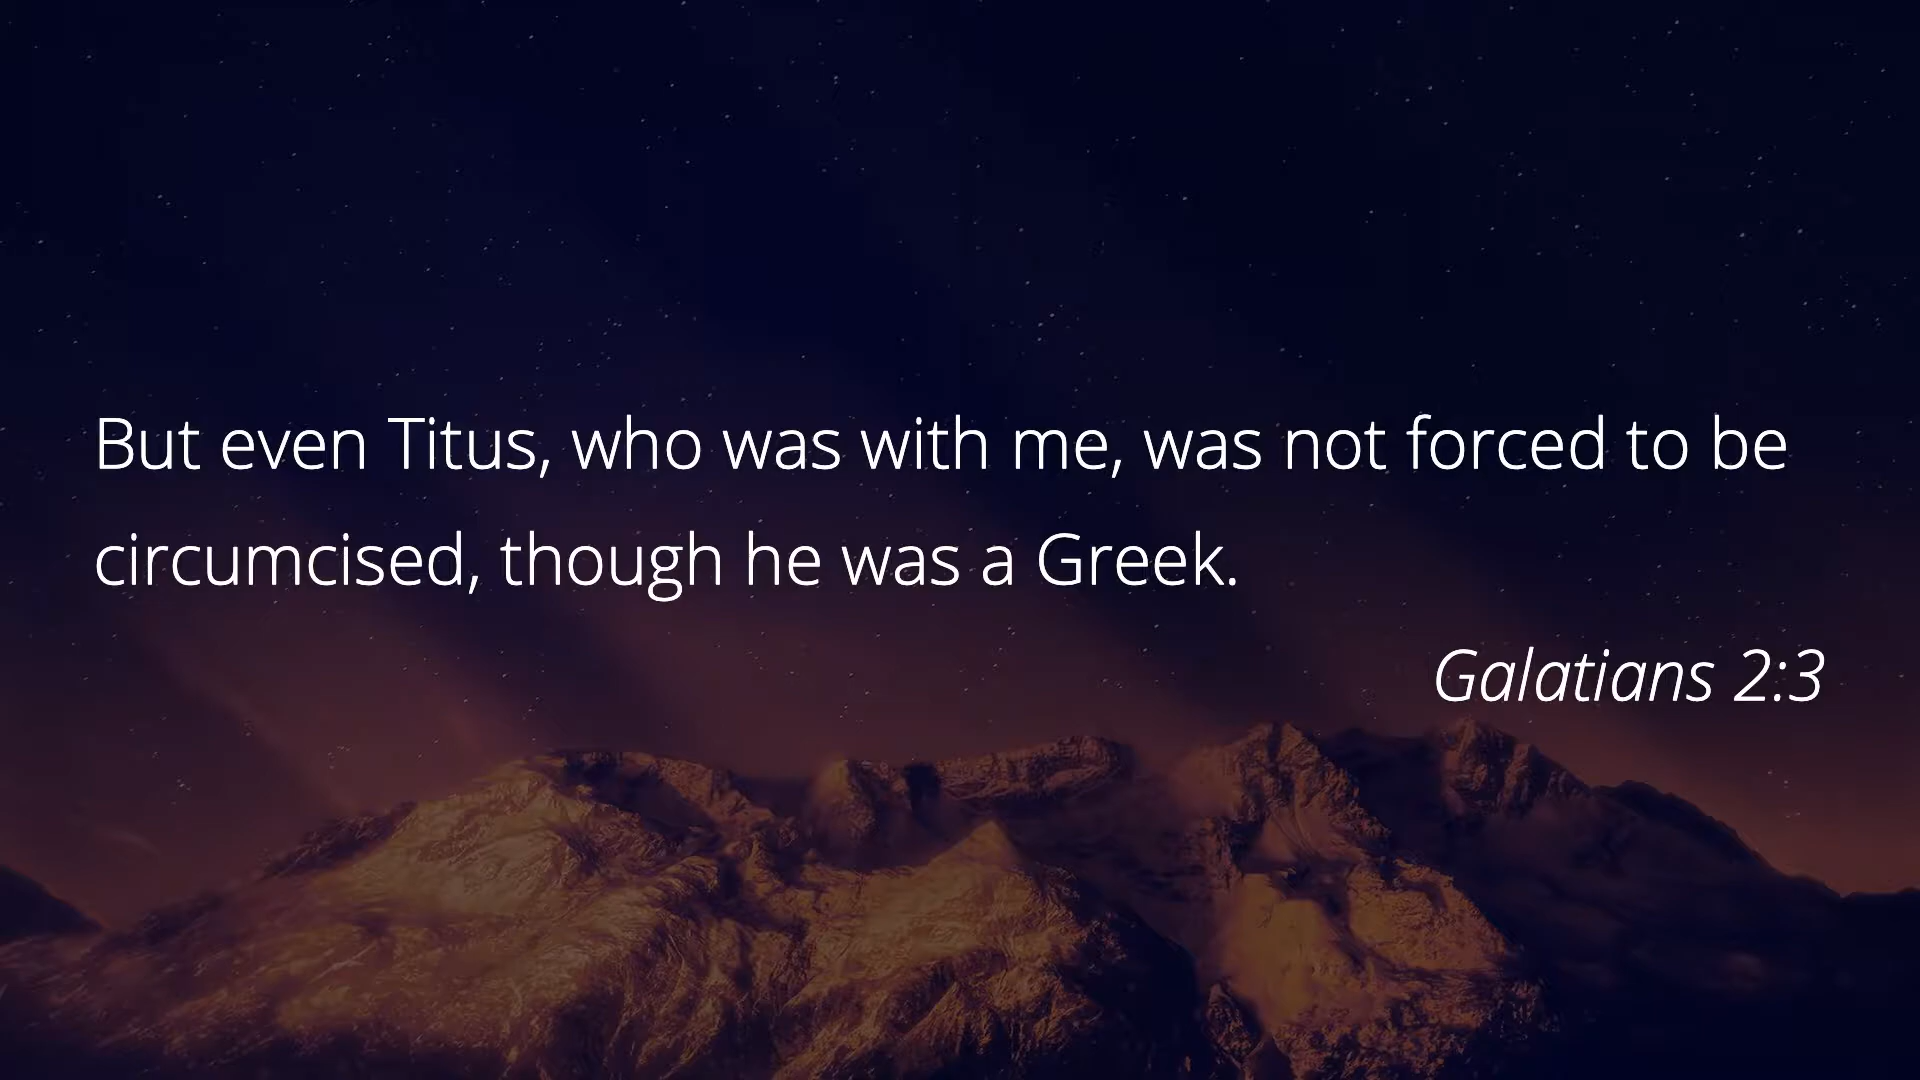 But even Titus, who was with me, was not forced to be
circumcised, though he was a Greek.
Galatians 2:3